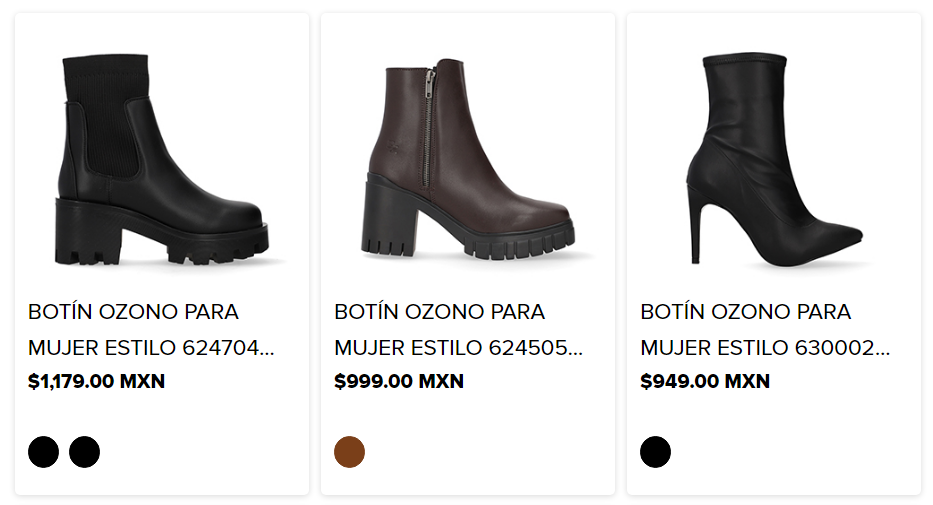 BOTÍN OZONO PARA
MUJER ESTILO 624704...
$1,179.00 MXN
BOTÍN OZONO PARA
MUJER ESTILO 624505...
$999.00 MXN
BOTÍN OZONO PARA
MUJER ESTILO 630002...
$949.00 MXN